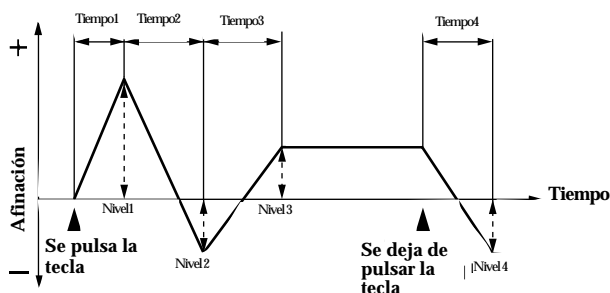 Tiempo1
Tiempo2
Tiempo3
Tiempo4
+
Afinación
−
Nivel1
Nivel2
Nivel3
Nivel4
Tiempo
Se pulsa la
tecla
Se deja de
pulsar la
tecla